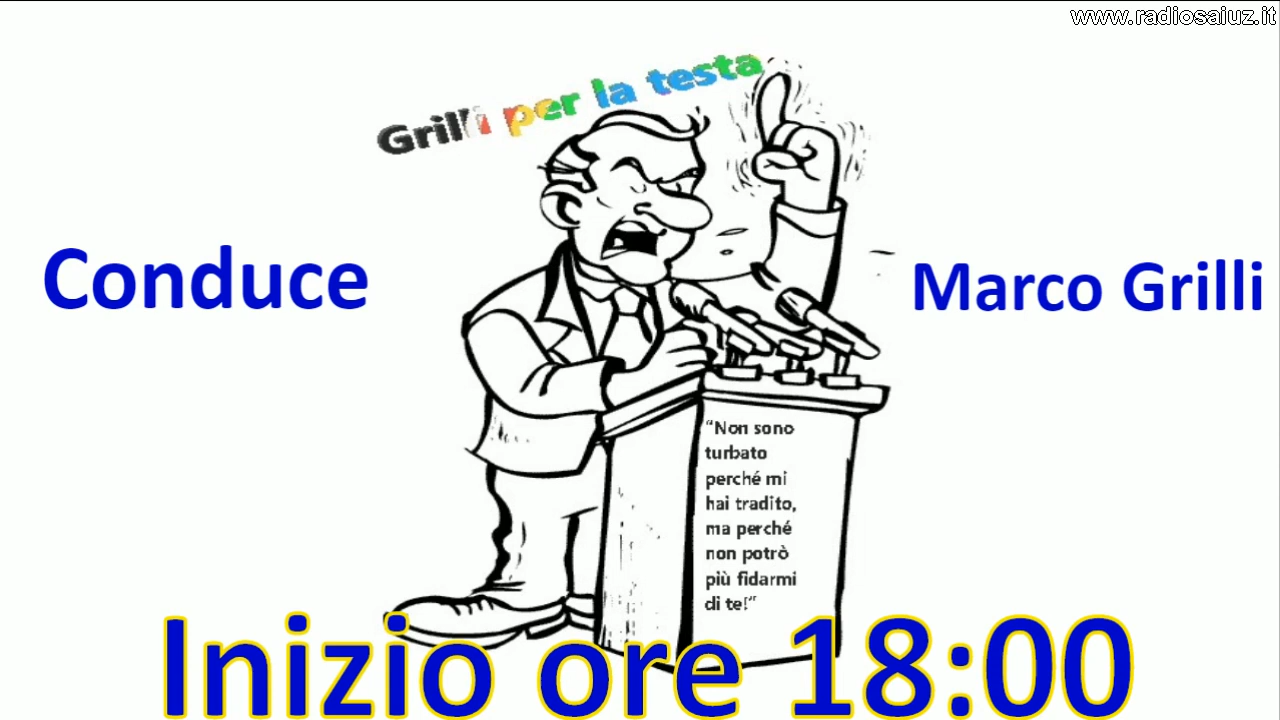 www.radiosaiuz.it
Grilli per la testa
Conduce
Marco Grilli
“Non sono
turbato
perché mi
hai tradito,
ma perché
non potrò
più fidarmi
di te!”
Inizio ore 18:00